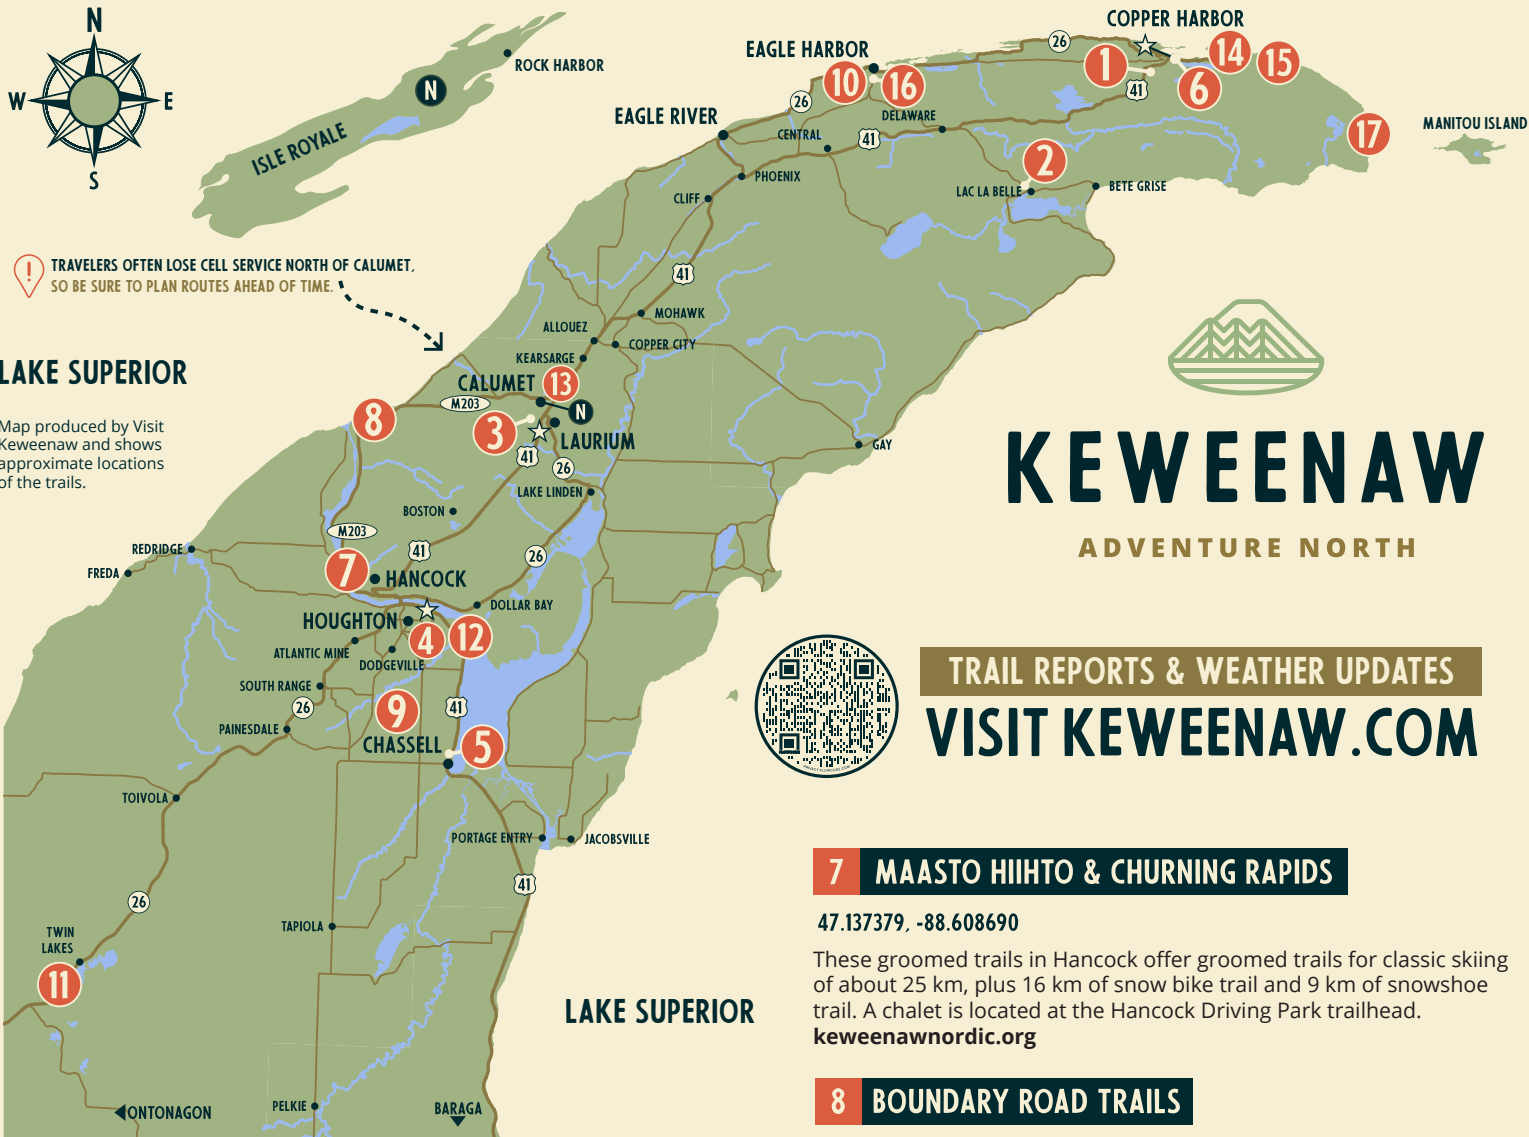 N
W
E
S
ROCK HARBOR
N
ISLE ROYALE
COPPER HARBOR
EAGLE HARBOR
26
14
15
1
10
16
6
41
26
EAGLE RIVER
DELAWARE
CENTRAL
41
MANITOU ISLAND
17
2
PHOENIX
LAC LA BELLE
BETE GRISE
CLIFF
TRAVELERS OFTEN LOSE CELL SERVICE NORTH OF CALUMET,
SO BE SURE TO PLAN ROUTES AHEAD OF TIME.
41
MOHAWK
ALLOUEZ
COPPER CITY
KEARSARGE
LAKE SUPERIOR
CALUMET
13
M203
N
8
3
LAURIUM
Map produced by Visit
Keweenaw and shows
approximate locations
of the trails.
41
26
GAY
LAKE LINDEN
BOSTON
KEWEENAW
ADVENTURE NORTH
M203
REDRIDGE
41
26
FREDA
7
HANCOCK
DOLLAR BAY
HOUGHTON
4
12
ATLANTIC MINE
DODGEVILLE
SOUTH RANGE
26
9
41
PAINESDALE
CHASSELL
5
TRAIL REPORTS & WEATHER UPDATES
VISIT KEWEENAW.COM
TOIVOLA
PORTAGE ENTRY
JACOBSVILLE
41
26
TAPIOLA
TWIN
LAKES
11
LAKE SUPERIOR
ONTONAGON
PELKIE
BARAGA
7 MAASTO HIIHTO & CHURNING RAPIDS
47.137379, -88.608690
These groomed trails in Hancock offer groomed trails for classic skiing
of about 25 km, plus 16 km of snow bike trail and 9 km of snowshoe
trail. A chalet is located at the Hancock Driving Park trailhead.
keweenawnordic.org
8 BOUNDARY ROAD TRAILS